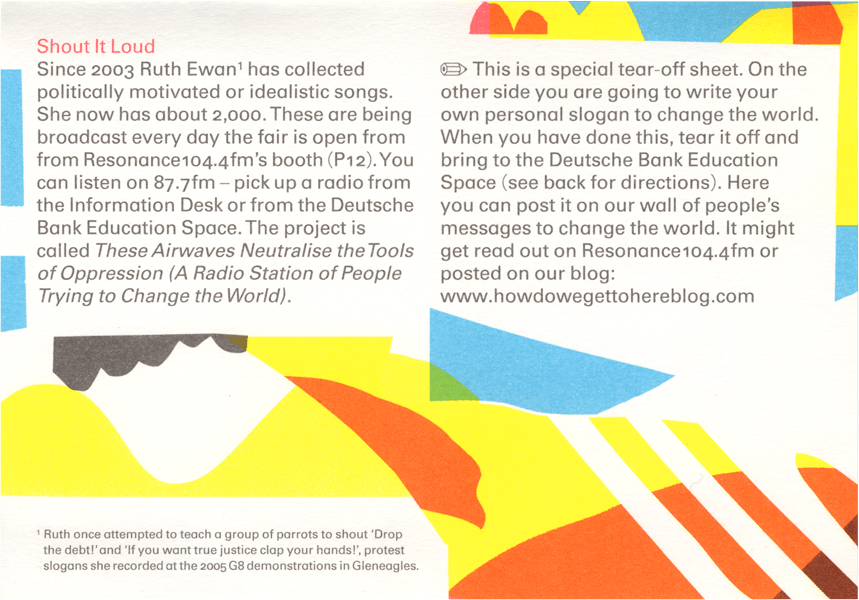 Shout It Loud
Since 2003 Ruth Ewan¹ has collected
politically motivated or idealistic songs.
She now has about 2,000. These are being
broadcast every day the fair is open from
from Resonance104.4fm's booth (P12). You
can listen on 87.7fm – pick up a radio from
the Information Desk or from the Deutsche
Bank Education Space. The project is
called These Airwaves Neutralise the Tools
of Oppression (A Radio Station of People
Trying to Change the World).
¹ Ruth once attempted to teach a group of parrots to shout 'Drop
the debt!' and 'If you want true justice clap your hands!', protest
slogans she recorded at the 2005 G8 demonstrations in Gleneagles.
This is a special tear-off sheet. On the
other side you are going to write your
own personal slogan to change the world.
When you have done this, tear it off and
bring to the Deutsche Bank Education
Space (see back for directions). Here
you can post it on our wall of people's
messages to change the world. It might
get read out on Resonance104.4fm or
posted on our blog:
www.howdowegettohereblog.com